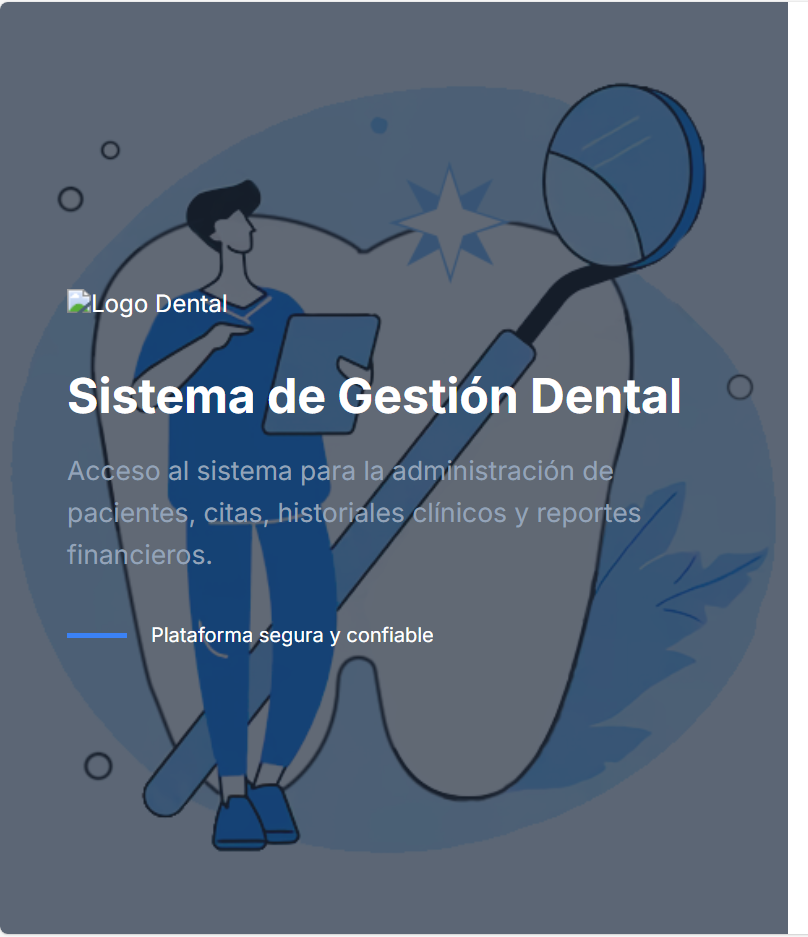 Logo Dental
Sistema de Gestión Dental
Acceso al sistema para la administración de
pacientes, citas, historiales clínicos y reportes
financieros.
Plataforma segura y confiable